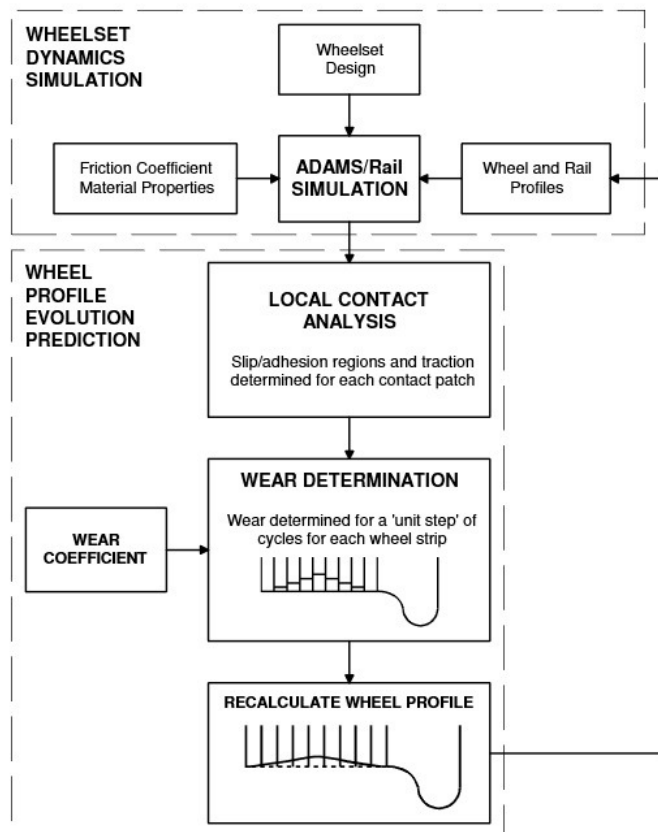 WHEELSET
DYNAMICS
SIMULATION
Wheelset
Design
Friction Coefficient
Material Properties
ADAMS/Rail
SIMULATION
Wheel and Rail
Profiles
WHEEL
PROFILE
EVOLUTION
PREDICTION
LOCAL CONTACT
ANALYSIS
Slip/adhesion regions and traction
determined for each contact patch
WEAR DETERMINATION
Wear determined for a 'unit step' of
cycles for each wheel strip
WEAR
COEFFICIENT
RECALCULATE WHEEL PROFILE